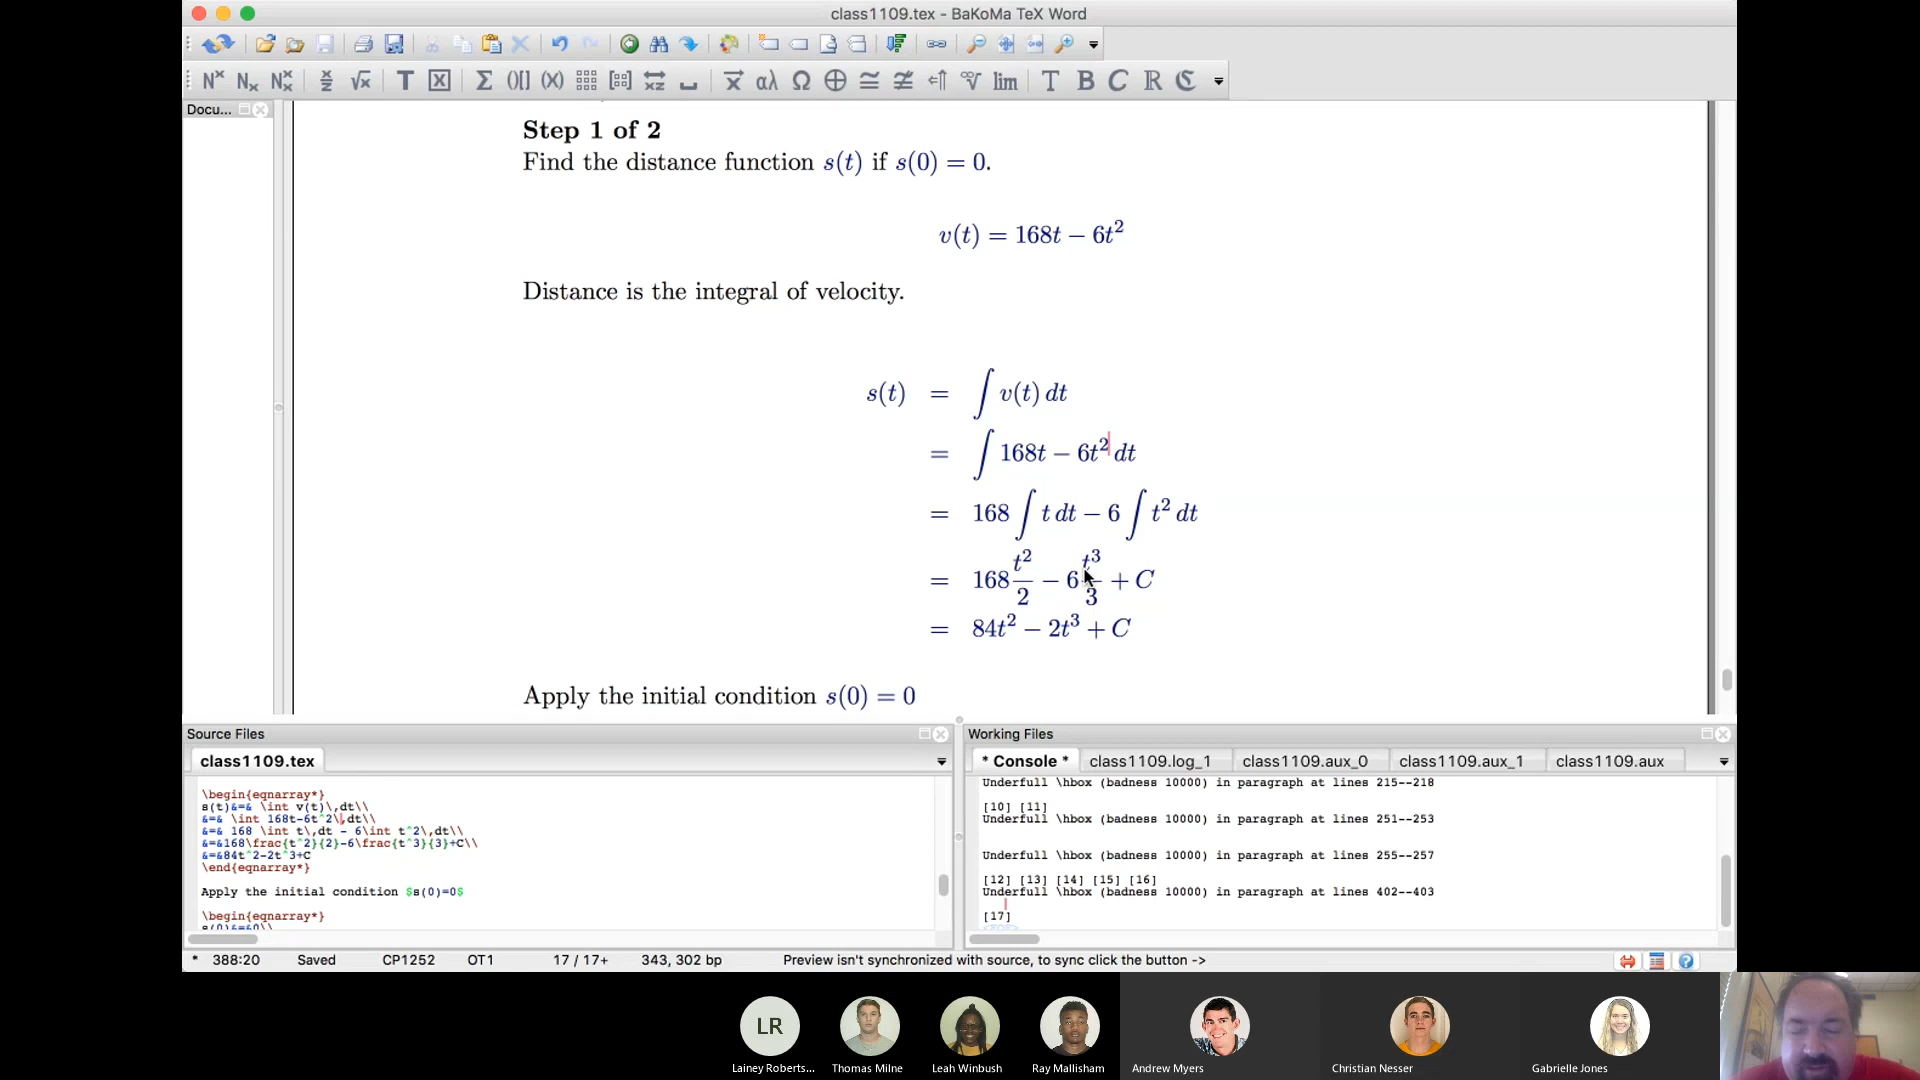 class1109.tex - BaKoMa TeX Word
Docu...
Step 1 of 2
Find the distance function s(t) if s(0) = 0.
v(t) = 168t − 6t²
Distance is the integral of velocity.
s(t) = ∫ v(t) dt
= ∫ 168t − 6t² dt
= 168 ∫ t dt − 6 ∫ t² dt
= 168 t²/2 − 6 t³/3 + C
= 84t² − 2t³ + C
Apply the initial condition s(0) = 0
Source Files
class1109.tex
\begin{eqnarray*}
s(t)&=& \int v(t)\,dt\\
&=& \int 168t-6t^2\,dt\\
&=& 168 \int t\,dt - 6\int t^2\,dt\\
&=&168\frac{t^2}{2}-6\frac{t^3}{3}+C\\
&=&84t^2-2t^3+C
\end{eqnarray*}
Apply the initial condition $s(0)=0$
\begin{eqnarray*}
s(0)&=&0\\
Working Files
* Console * class1109.log_1 class1109.aux_0 class1109.aux_1 class1109.aux
Underfull \hbox (badness 10000) in paragraph at lines 215--218
[10] [11]
Underfull \hbox (badness 10000) in paragraph at lines 251--253
Underfull \hbox (badness 10000) in paragraph at lines 255--257
[12] [13] [14] [15] [16]
Underfull \hbox (badness 10000) in paragraph at lines 402--403
[17]
* 388:20 Saved CP1252 OT1 17 / 17+ 343, 302 bp Preview isn't synchronized with source, to sync click the button ->
LR
Lainey Roberts... Thomas Milne Leah Winbush Ray Mallisham Andrew Myers Christian Nesser Gabrielle Jones